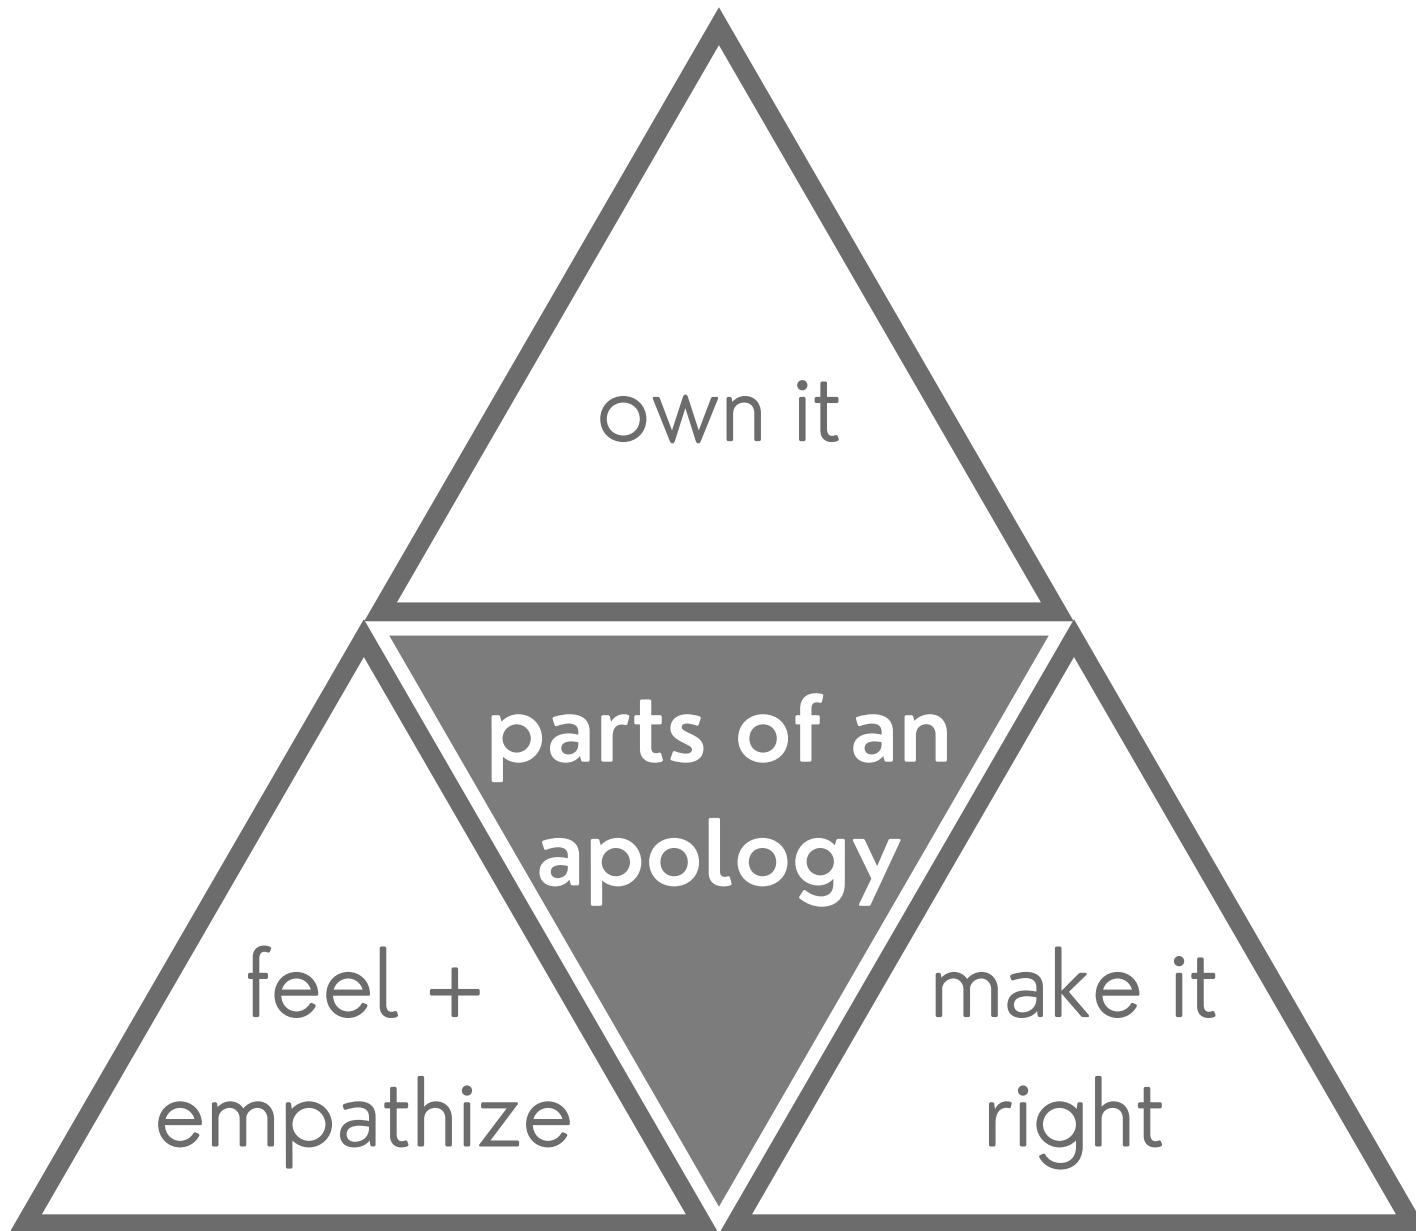 own it
parts of an
apology
feel +
empathize
make it
right